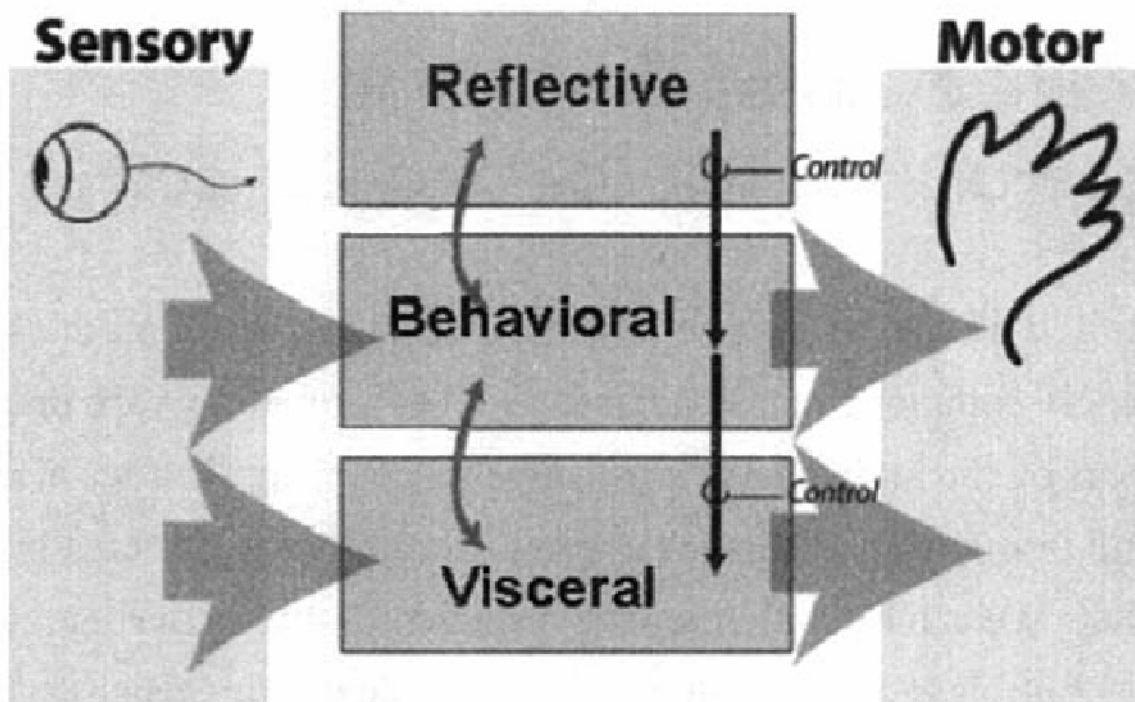 Sensory
Motor
Reflective
Control
Behavioral
Control
Visceral